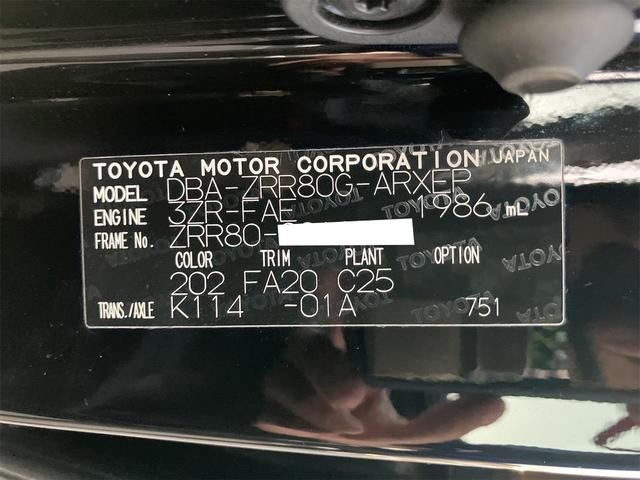 TOYOTA MOTOR CORPORATION JAPAN
MODEL DBA-ZRR80G-ARXEP
ENGINE 3ZR-FAE 1986 mL
FRAME No. ZRR80-
COLOR TRIM PLANT OPTION
202 FA20 C25
TRANS./AXLE K114 -01A 751